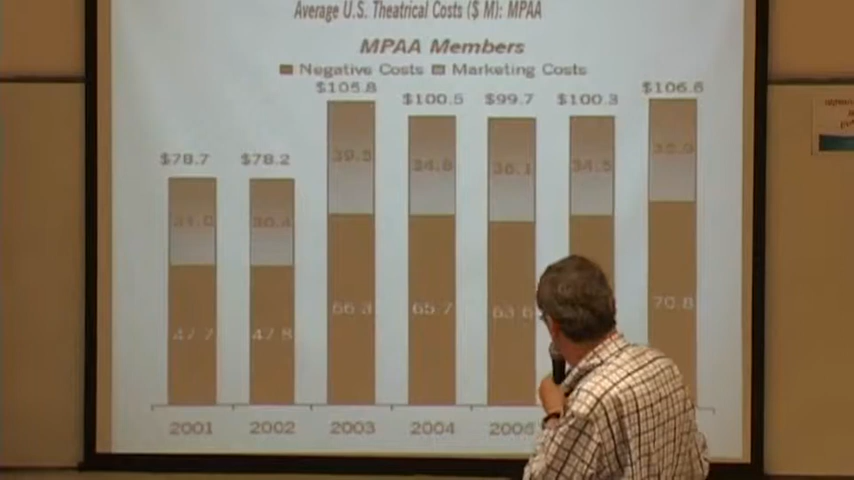 Average U.S. Theatrical Costs ($ M): MPAA
MPAA Members
Negative Costs Marketing Costs
$105.8 $106.6
$100.5 $99.7 $100.3
$78.7 $78.2
39.5 34.8 36.1 34.5 35.9
31.0 30.4
66.3 65.7 63.6 70.8
47.7 47.8
2001 2002 2003 2004